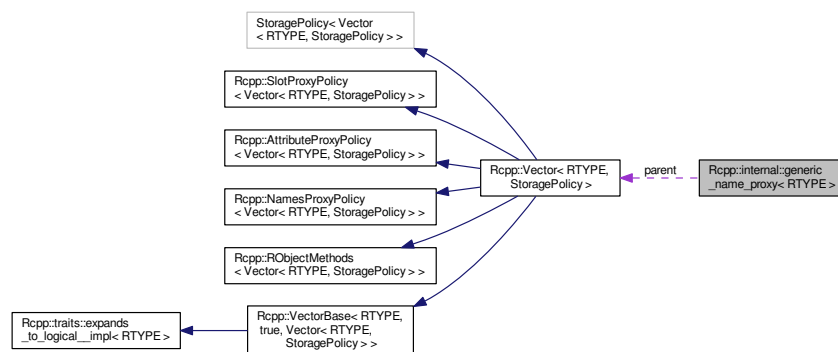 StoragePolicy< Vector
< RTYPE, StoragePolicy > >
Rcpp::SlotProxyPolicy
< Vector< RTYPE, StoragePolicy > >
Rcpp::AttributeProxyPolicy
< Vector< RTYPE, StoragePolicy > >
Rcpp::Vector< RTYPE,
StoragePolicy >
parent
Rcpp::internal::generic
_name_proxy< RTYPE >
Rcpp::NamesProxyPolicy
< Vector< RTYPE, StoragePolicy > >
Rcpp::RObjectMethods
< Vector< RTYPE, StoragePolicy > >
Rcpp::traits::expands
_to_logical__impl< RTYPE >
Rcpp::VectorBase< RTYPE,
true, Vector< RTYPE,
StoragePolicy > >